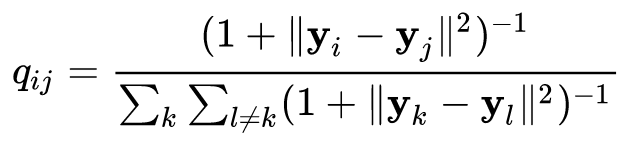 q_{ij} = \frac{(1 + \|\mathbf{y}_i - \mathbf{y}_j\|^2)^{-1}}{\sum_k \sum_{l \neq k} (1 + \|\mathbf{y}_k - \mathbf{y}_l\|^2)^{-1}}